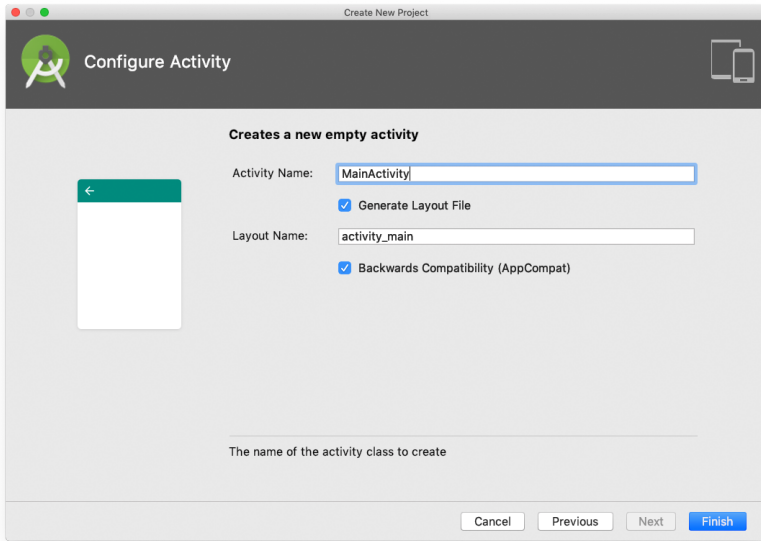 Create New Project
Configure Activity
Creates a new empty activity
Activity Name: MainActivity
Generate Layout File
Layout Name: activity_main
Backwards Compatibility (AppCompat)
The name of the activity class to create
Cancel Previous Next Finish